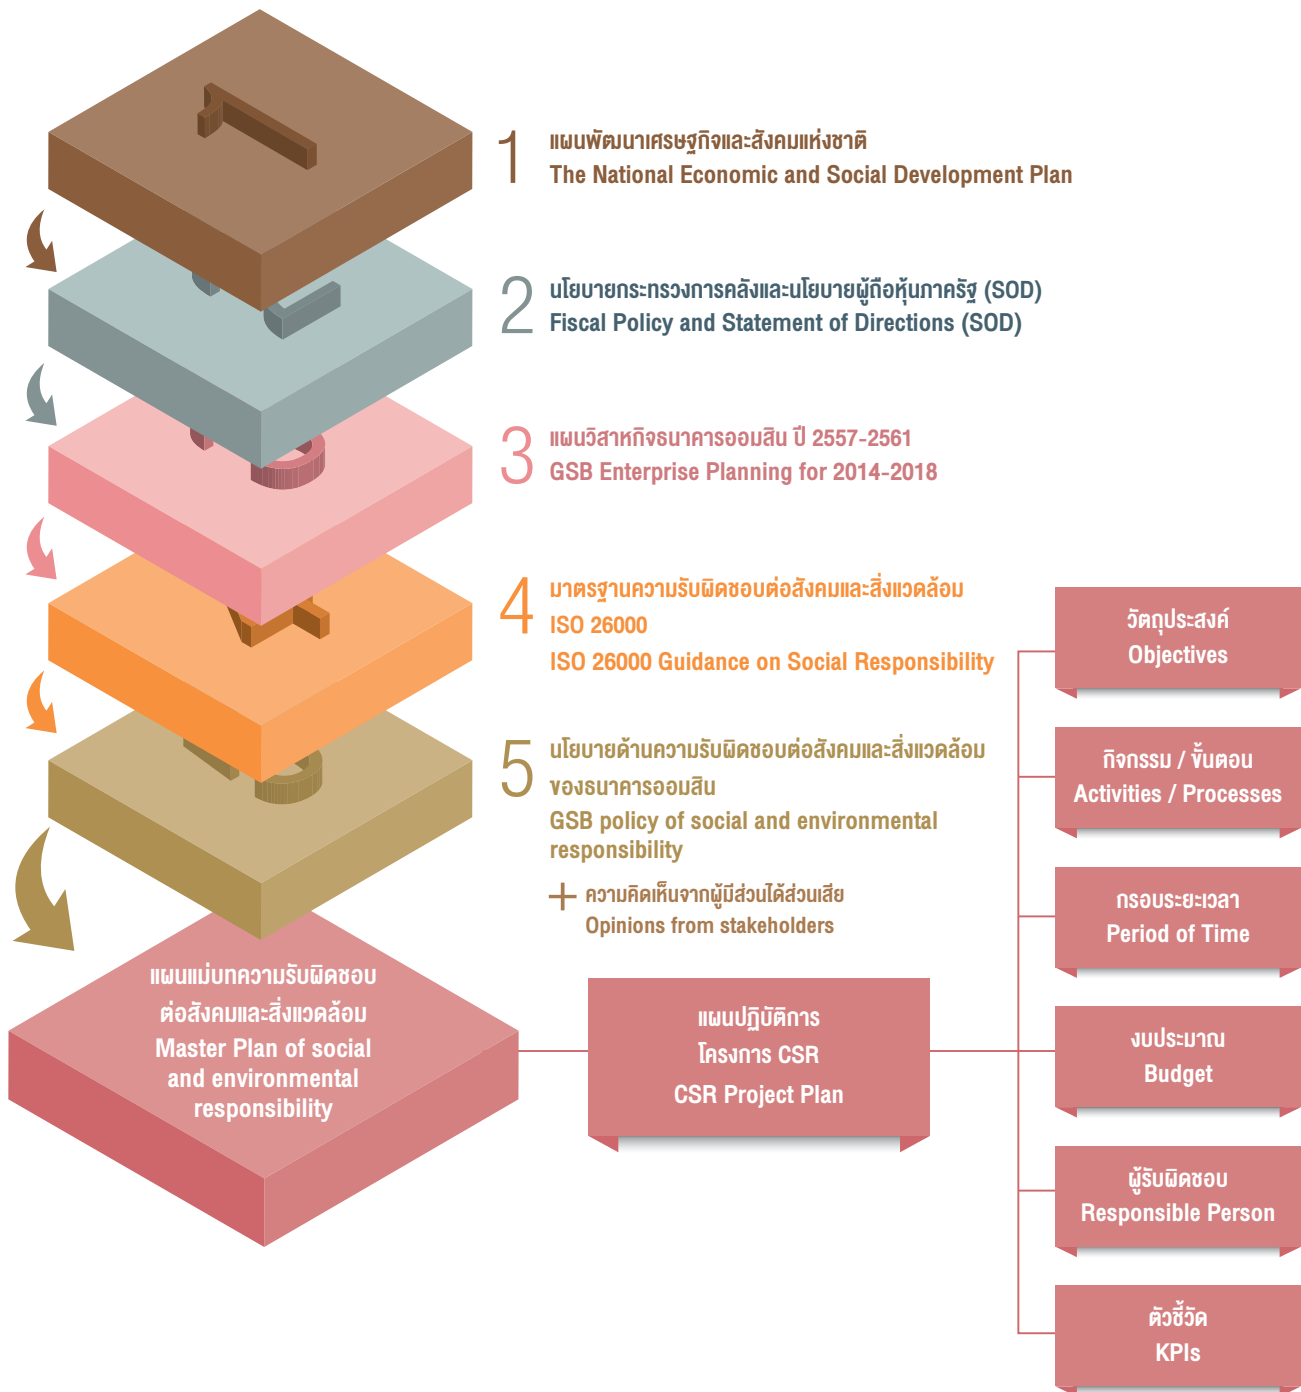 1
แผนพัฒนาเศรษฐกิจและสังคมแห่งชาติ
The National Economic and Social Development Plan
2
นโยบายกระทรวงการคลังและนโยบายผู้ถือหุ้นภาครัฐ (SOD)
Fiscal Policy and Statement of Directions (SOD)
3
แผนวิสาหกิจธนาคารออมสิน ปี 2557-2561
GSB Enterprise Planning for 2014-2018
4
มาตรฐานความรับผิดชอบต่อสังคมและสิ่งแวดล้อม
ISO 26000
ISO 26000 Guidance on Social Responsibility
5
นโยบายด้านความรับผิดชอบต่อสังคมและสิ่งแวดล้อม
ของธนาคารออมสิน
GSB policy of social and environmental
responsibility
+ ความคิดเห็นจากผู้มีส่วนได้ส่วนเสีย
Opinions from stakeholders
แผนแม่บทความรับผิดชอบ
ต่อสังคมและสิ่งแวดล้อม
Master Plan of social
and environmental
responsibility
แผนปฏิบัติการ
โครงการ CSR
CSR Project Plan
วัตถุประสงค์
Objectives
กิจกรรม / ขั้นตอน
Activities / Processes
กรอบระยะเวลา
Period of Time
งบประมาณ
Budget
ผู้รับผิดชอบ
Responsible Person
ตัวชี้วัด
KPIs